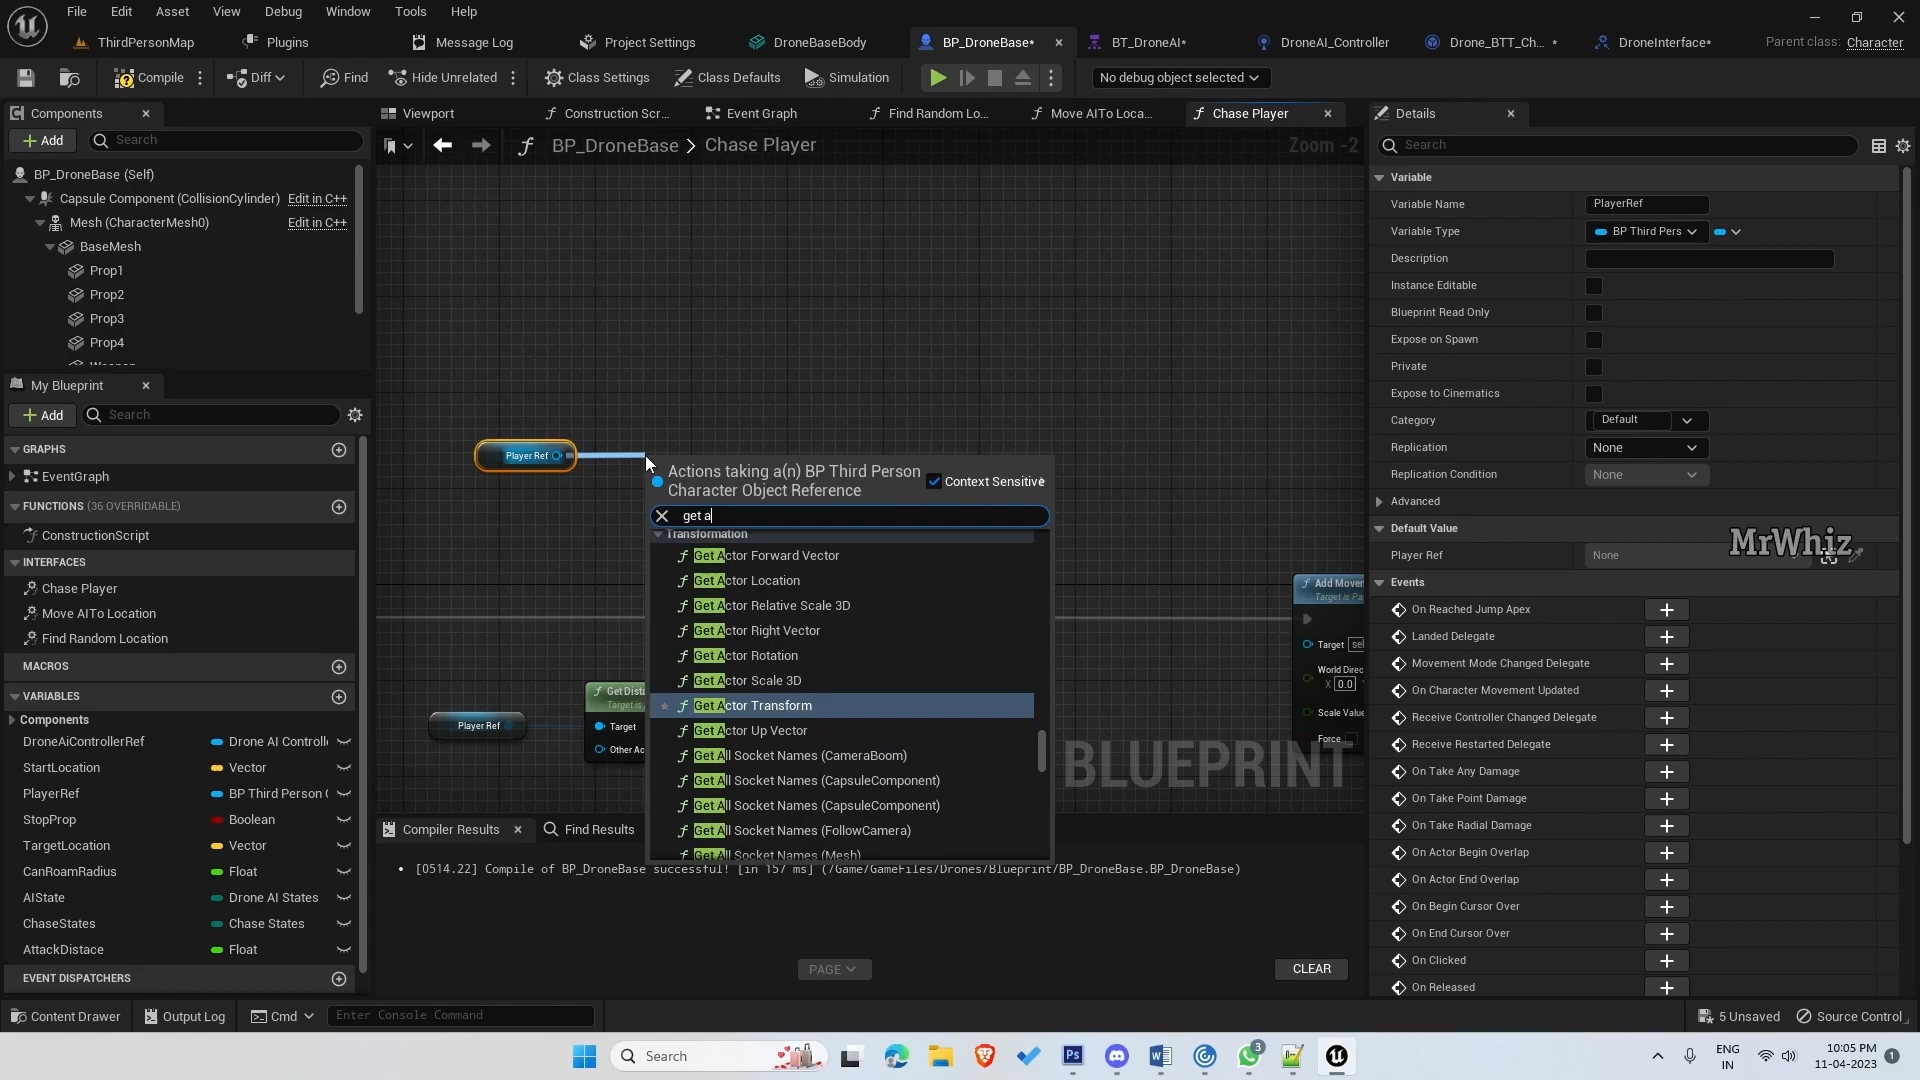 File Edit Asset View Debug Window Tools Help
ThirdPersonMap Plugins Message Log Project Settings DroneBaseBody BP_DroneBase* BT_DroneAI* DroneAI_Controller Drone_BTT_Ch... * DroneInterface* Parent class: Character
Compile Diff Find Hide Unrelated Class Settings Class Defaults Simulation No debug object selected
Components
Add Search
BP_DroneBase (Self)
Capsule Component (CollisionCylinder) Edit in C++
Mesh (CharacterMesh0) Edit in C++
BaseMesh
Prop1
Prop2
Prop3
Prop4
My Blueprint
Add Search
GRAPHS
EventGraph
FUNCTIONS (36 OVERRIDABLE)
ConstructionScript
INTERFACES
Chase Player
Move AITo Location
Find Random Location
MACROS
VARIABLES
Components
DroneAiControllerRef Drone AI Controll
StartLocation Vector
PlayerRef BP Third Person C
StopProp Boolean
TargetLocation Vector
CanRoamRadius Float
AIState Drone AI States
ChaseStates Chase States
AttackDistace Float
EVENT DISPATCHERS
Viewport Construction Scr... Event Graph Find Random Lo... Move AITo Loca... Chase Player
BP_DroneBase > Chase Player Zoom -2
Player Ref
Actions taking a(n) BP Third Person
Character Object Reference
Context Sensitive
get a
Transformation
Get Actor Forward Vector
Get Actor Location
Get Actor Relative Scale 3D
Get Actor Right Vector
Get Actor Rotation
Get Actor Scale 3D
Get Actor Transform
Get Actor Up Vector
Get All Socket Names (CameraBoom)
Get All Socket Names (CapsuleComponent)
Get All Socket Names (CapsuleComponent)
Get All Socket Names (FollowCamera)
Get All Socket Names (Mesh)
Player Ref
Get Dista
Target is
Target
Other Ac
Add Movem
Target is Pa
Target sel
World Direc
X 0.0
Scale Value
Force
BLUEPRINT
Compiler Results Find Results
[0514.22] Compile of BP_DroneBase successful! [in 157 ms] (/Game/GameFiles/Drones/Blueprint/BP_DroneBase.BP_DroneBase)
PAGE CLEAR
Details
Search
Variable
Variable Name PlayerRef
Variable Type BP Third Pers
Description
Instance Editable
Blueprint Read Only
Expose on Spawn
Private
Expose to Cinematics
Category Default
Replication None
Replication Condition None
Advanced
Default Value
Player Ref None
MrWhiz
Events
On Reached Jump Apex
Landed Delegate
Movement Mode Changed Delegate
On Character Movement Updated
Receive Controller Changed Delegate
Receive Restarted Delegate
On Take Any Damage
On Take Point Damage
On Take Radial Damage
On Actor Begin Overlap
On Actor End Overlap
On Begin Cursor Over
On End Cursor Over
On Clicked
On Released
Content Drawer Output Log Cmd Enter Console Command 5 Unsaved Source Control
Search 3 ENG
IN
10:05 PM
11-04-2023
1